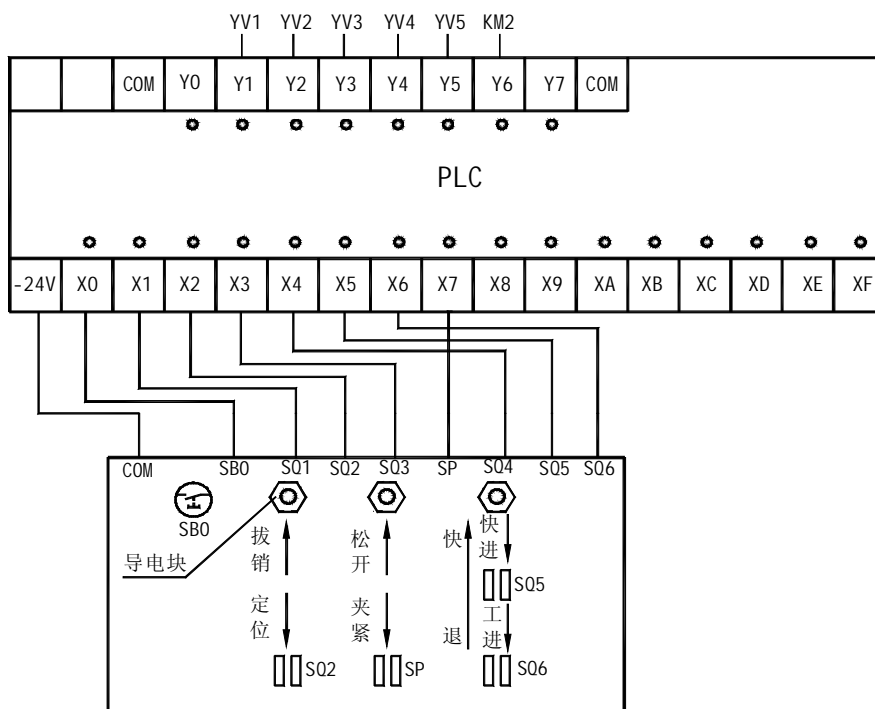 YV1 YV2 YV3 YV4 YV5 KM2
COM Y0 Y1 Y2 Y3 Y4 Y5 Y6 Y7 COM
PLC
-24V X0 X1 X2 X3 X4 X5 X6 X7 X8 X9 XA XB XC XD XE XF
COM SB0 SQ1 SQ2 SQ3 SP SQ4 SQ5 SQ6
SB0
导电块
拔销
定位
松开
夹紧
快退
快进
工进
SQ5
SQ2
SP
SQ6